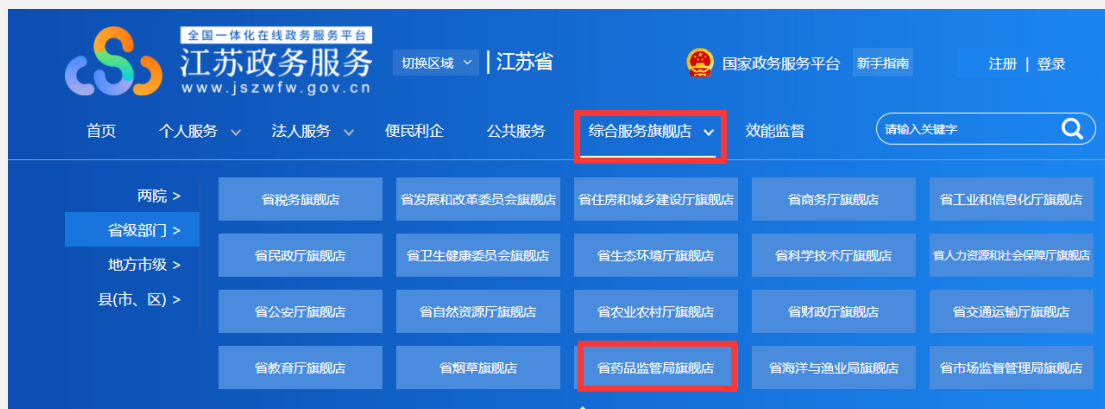 全国一体化在线政务服务平台
江苏政务服务
www.jszwfw.gov.cn
切换区域
江苏省
国家政务服务平台
新手指南
注册 | 登录
首页 个人服务 法人服务 便民利企 公共服务 综合服务旗舰店 效能监督 请输入关键字
两院 >
省级部门 >
地方市级 >
县(市、区) >
省税务旗舰店 省发展和改革委员会旗舰店 省住房和城乡建设厅旗舰店 省商务厅旗舰店 省工业和信息化厅旗舰店
省民政厅旗舰店 省卫生健康委员会旗舰店 省生态环境厅旗舰店 省科学技术厅旗舰店 省人力资源和社会保障厅旗舰店
省公安厅旗舰店 省自然资源厅旗舰店 省农业农村厅旗舰店 省财政厅旗舰店 省交通运输厅旗舰店
省教育厅旗舰店 省烟草旗舰店 省药品监管局旗舰店 省海洋与渔业局旗舰店 省市场监督管理局旗舰店